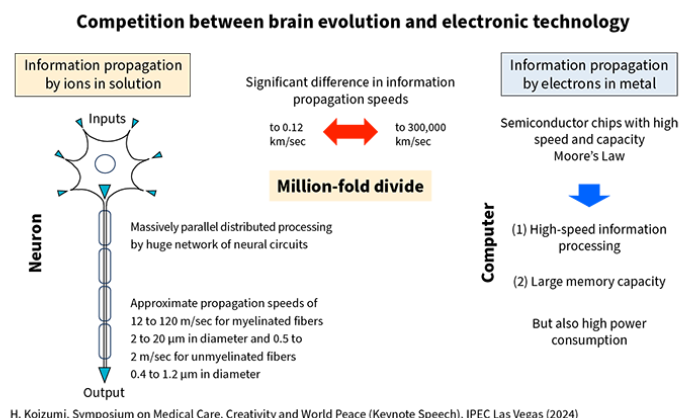 Competition between brain evolution and electronic technology
Information propagation
by ions in solution
Inputs
Neuron
Output
Significant difference in information
propagation speeds
to 0.12
km/sec
to 300,000
km/sec
Million-fold divide
Massively parallel distributed processing
by huge network of neural circuits
Approximate propagation speeds of
12 to 120 m/sec for myelinated fibers
2 to 20 μm in diameter and 0.5 to
2 m/sec for unmyelinated fibers
0.4 to 1.2 μm in diameter
Information propagation
by electrons in metal
Semiconductor chips with high
speed and capacity
Moore's Law
Computer
(1) High-speed information
processing
(2) Large memory capacity
But also high power
consumption
H. Koizumi, Symposium on Medical Care, Creativity and World Peace (Keynote Speech), IPEC Las Vegas (2024)